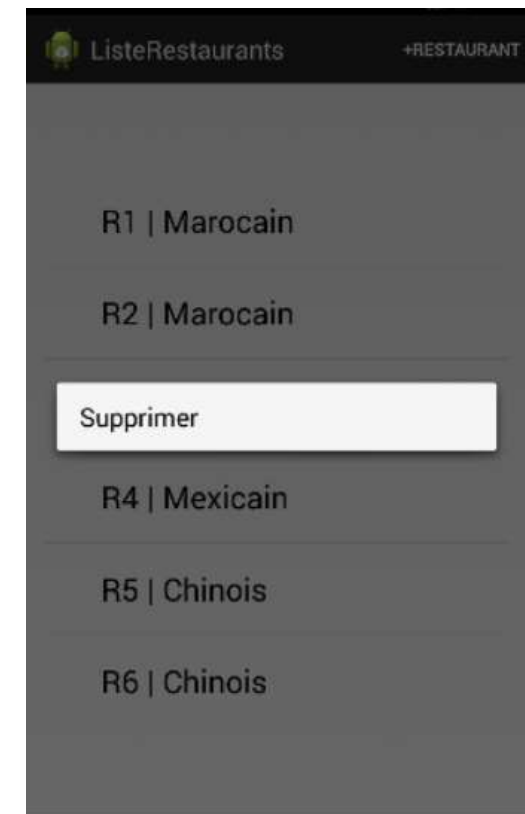 ListeRestaurants +RESTAURANT
R1 | Marocain
R2 | Marocain
Supprimer
R4 | Mexicain
R5 | Chinois
R6 | Chinois